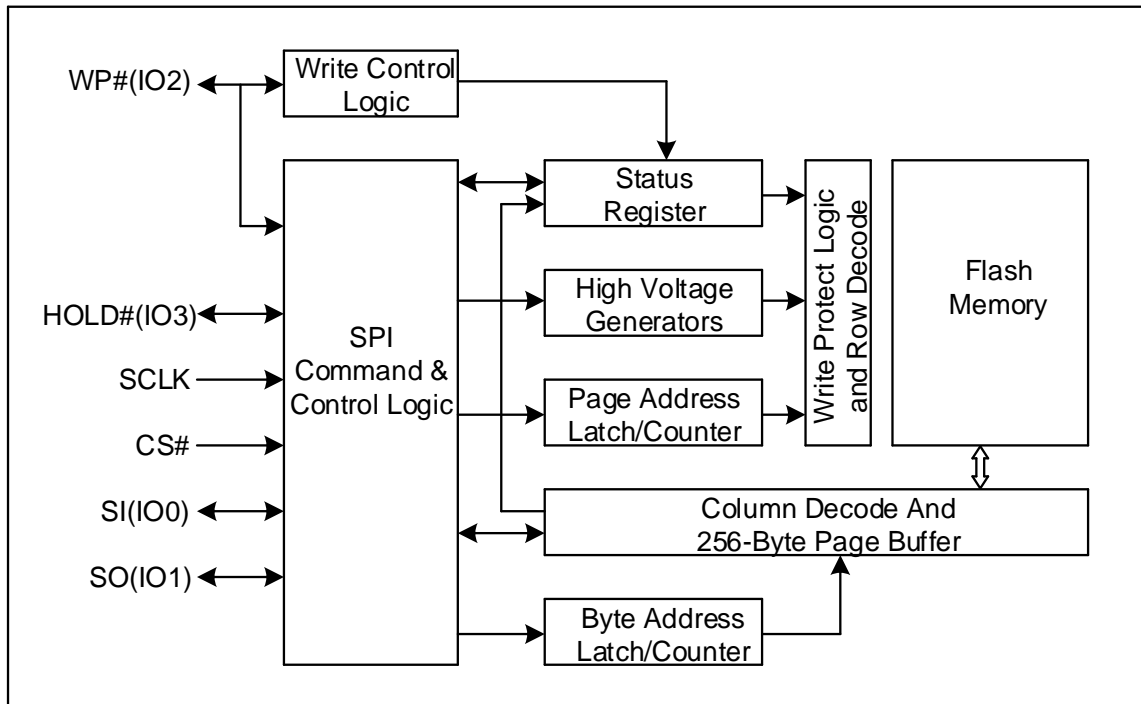 WP#(IO2)
Write Control
Logic
HOLD#(IO3)
SCLK
CS#
SI(IO0)
SO(IO1)
SPI
Command &
Control Logic
Status
Register
High Voltage
Generators
Page Address
Latch/Counter
Write Protect Logic
and Row Decode
Flash
Memory
Column Decode And
256-Byte Page Buffer
Byte Address
Latch/Counter